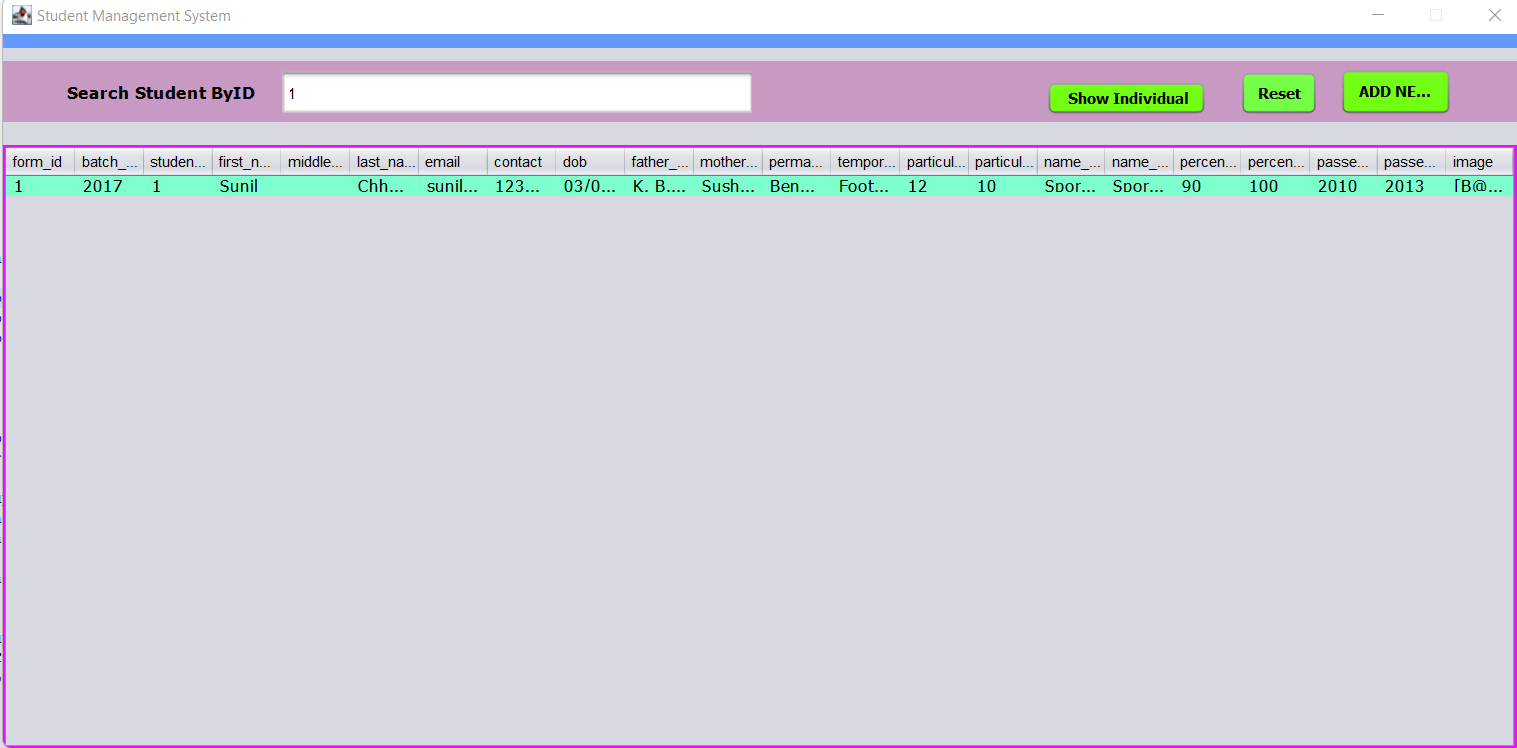 Student Management System
Search Student ByID 1 Show Individual Reset ADD NE...
form_id batch_... studen... first_n... middle... last_na... email contact dob father_... mother... perma... tempor... particul... particul... name_... name_... percen... percen... passe... passe... image
1 2017 1 Sunil Chh... sunil... 123... 03/0... K. B.... Sush... Ben... Foot... 12 10 Spor... Spor... 90 100 2010 2013 [B@...